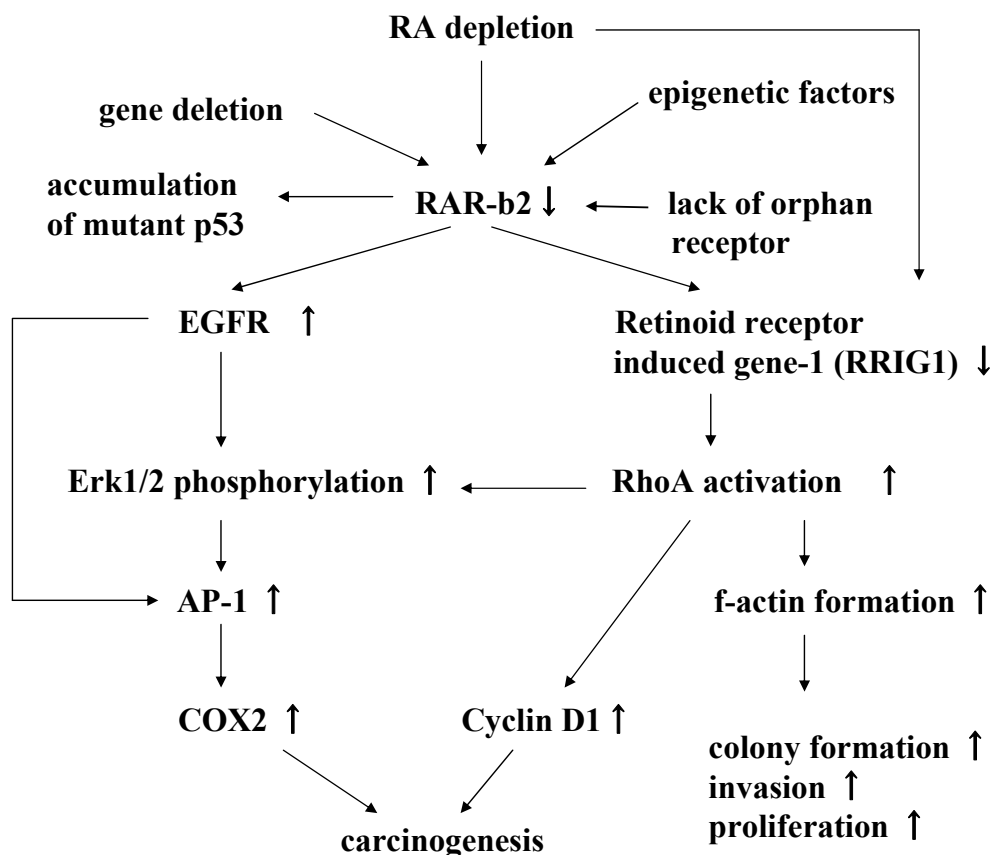 RA depletion
gene deletion
epigenetic factors
accumulation
of mutant p53
RAR-b2 ↓
lack of orphan
receptor
EGFR ↑
Retinoid receptor
induced gene-1 (RRIG1) ↓
Erk1/2 phosphorylation ↑
RhoA activation ↑
AP-1 ↑
f-actin formation ↑
COX2 ↑
Cyclin D1 ↑
colony formation ↑
invasion ↑
proliferation ↑
carcinogenesis